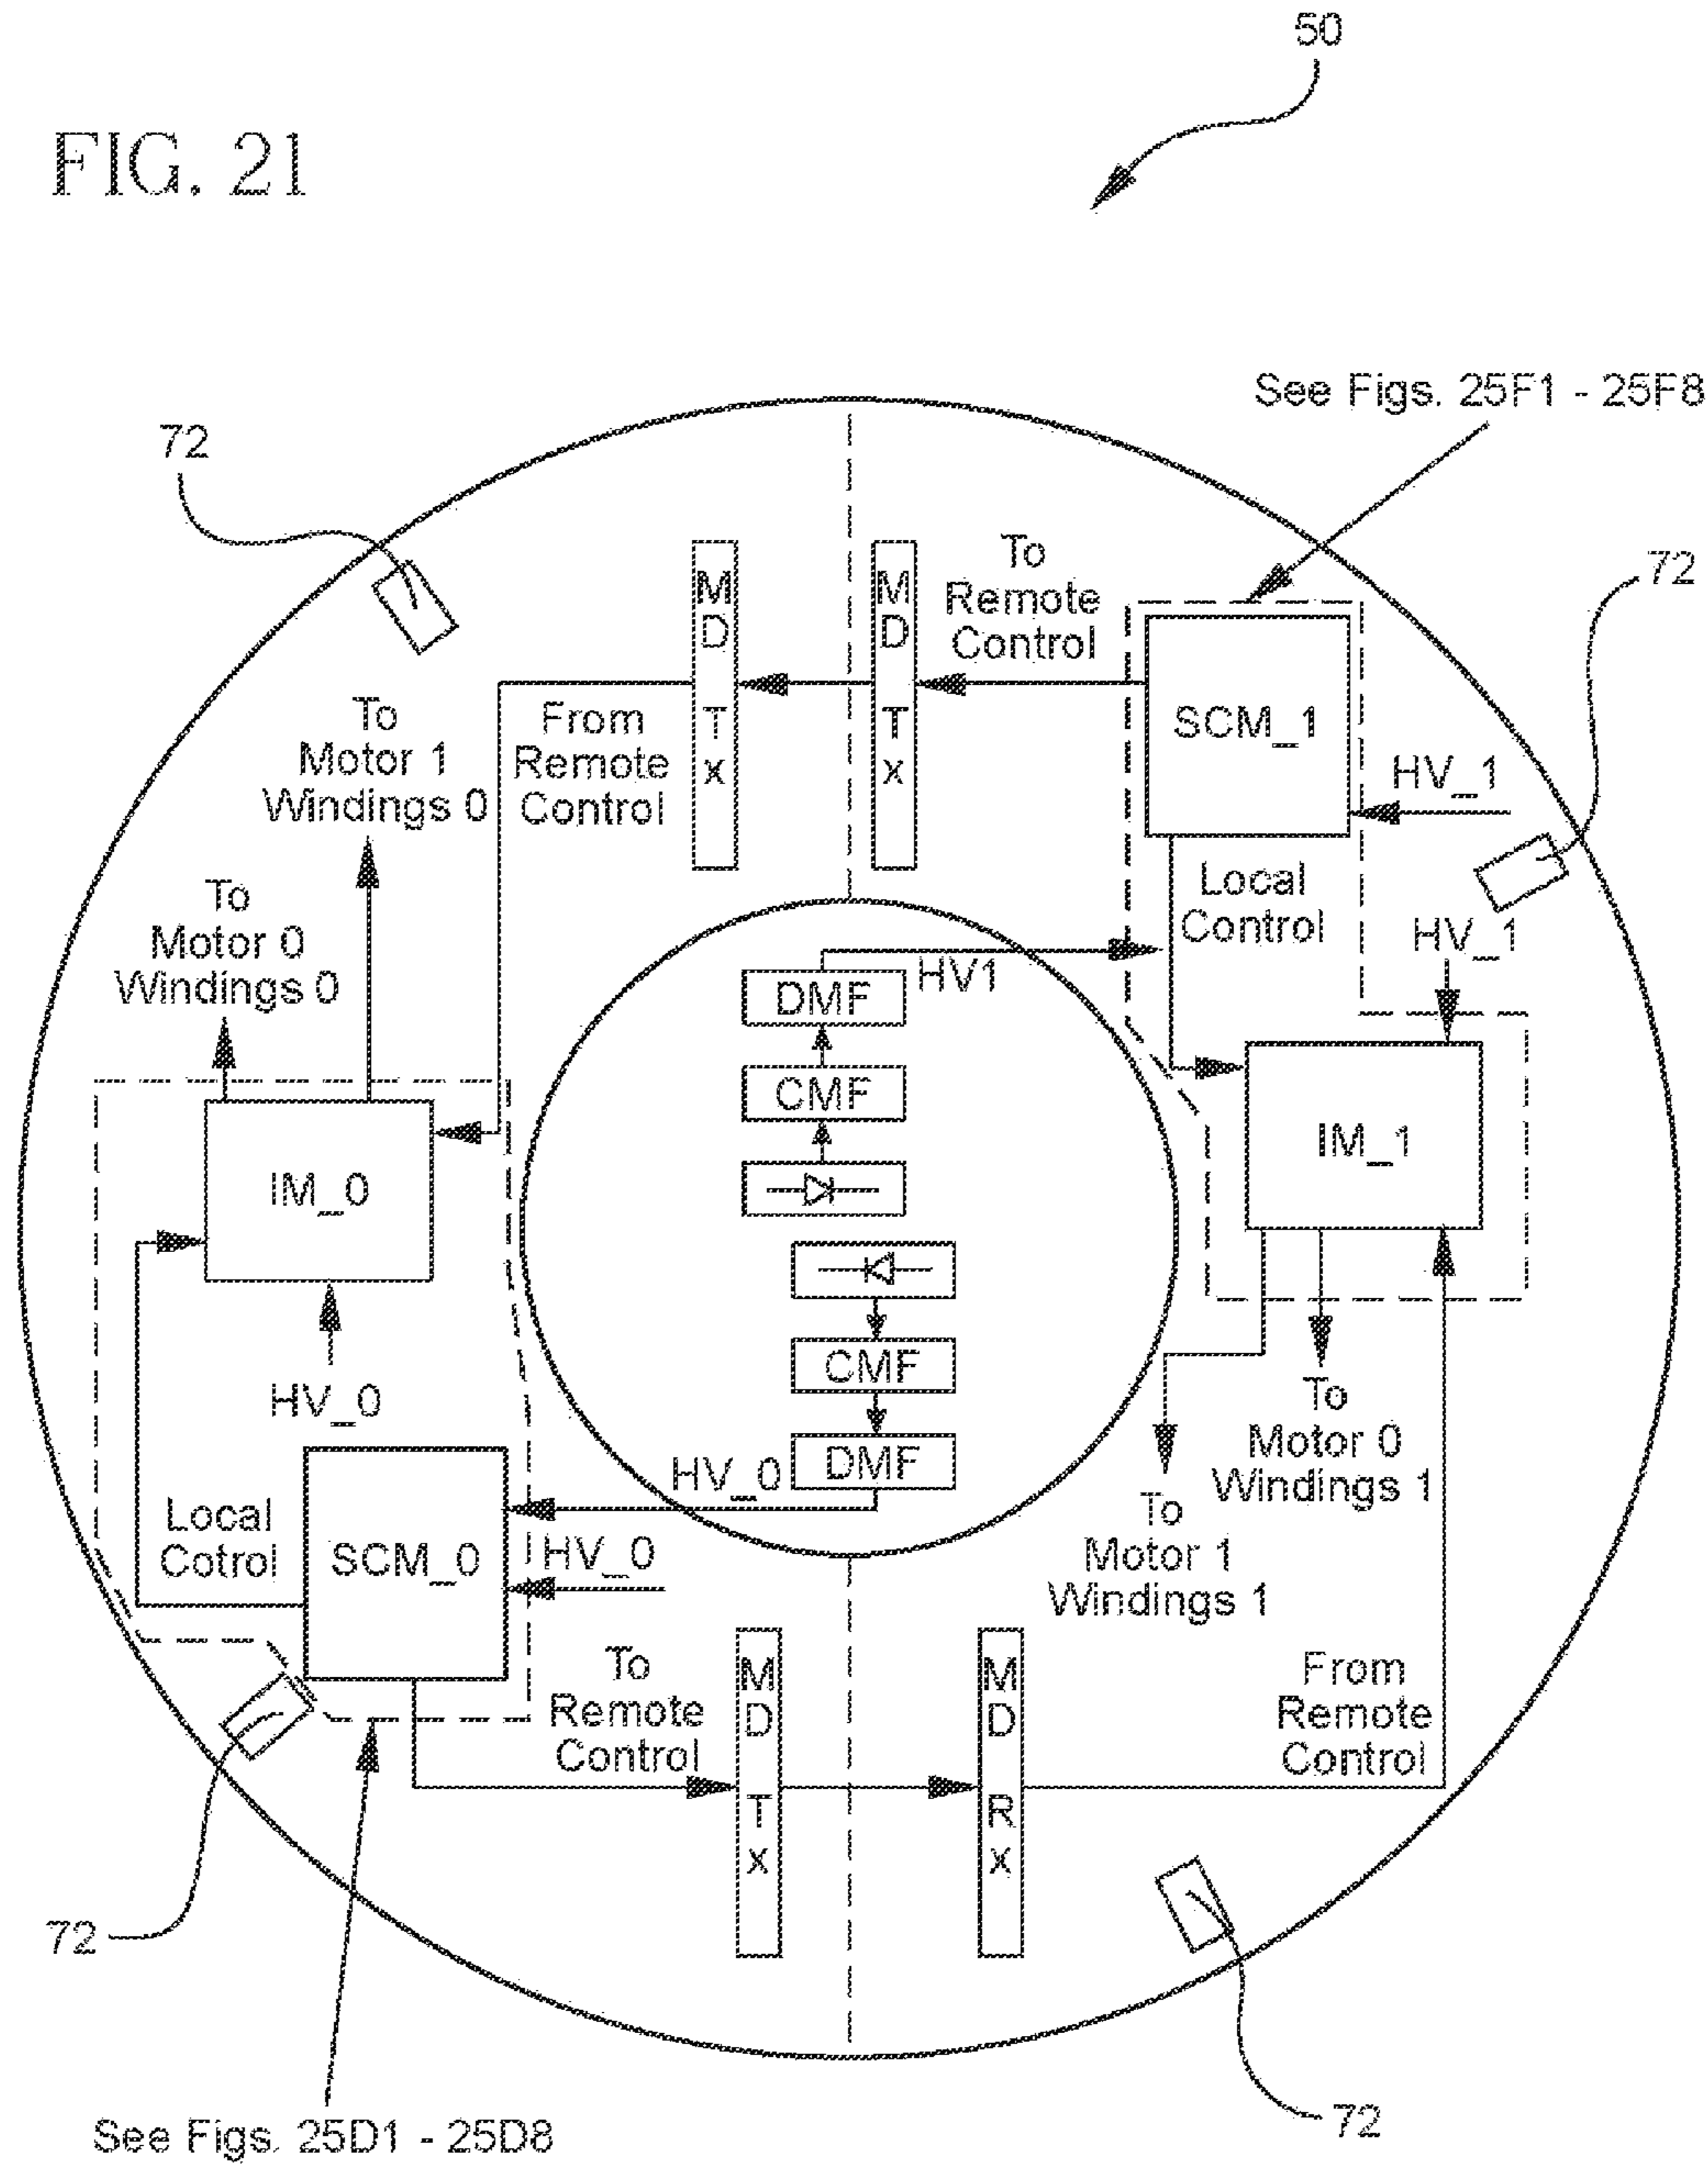 50
FIG. 21
See Figs. 25F1 - 25F8
72
72
To
Remote
Control
M
D
T
x
M
D
T
x
SCM_1
From
Remote
Control
To
Motor 1
Windings 0
HV_1
Local
Control
To
Motor 0
Windings 0
HV_1
HV1
DMF
CMF
IM_1
IM_0
CMF
HV_0
DMF
HV_0
To
Motor 0
Windings 1
Local
Cotrol
SCM_0
HV_0
To
Motor 1
Windings 1
To
Remote
Control
M
D
T
x
M
D
R
x
From
Remote
Control
72
72
See Figs. 25D1 - 25D8